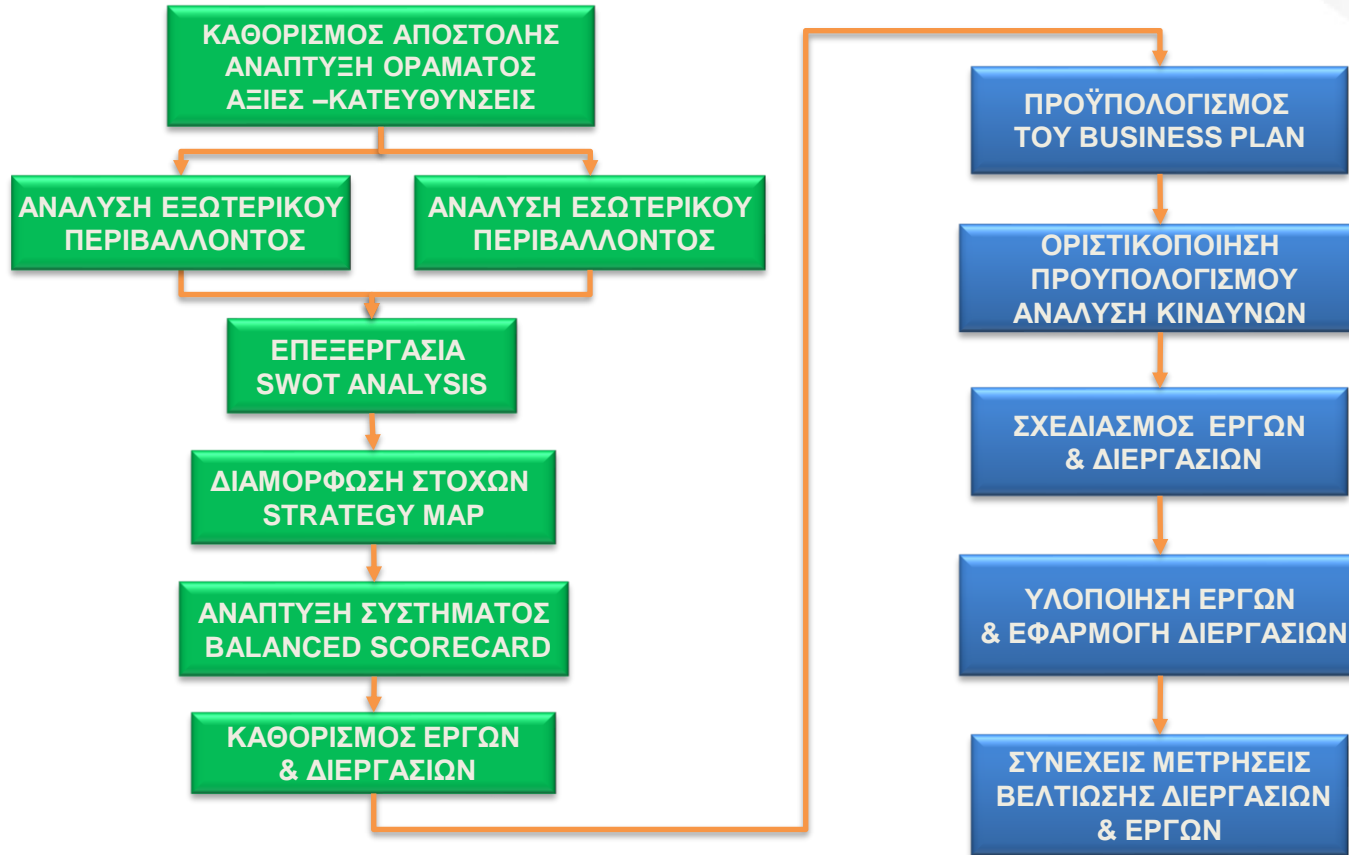 ΚΑΘΟΡΙΣΜΟΣ ΑΠΟΣΤΟΛΗΣ
ΑΝΑΠΤΥΞΗ ΟΡΑΜΑΤΟΣ
ΑΞΙΕΣ –ΚΑΤΕΥΘΥΝΣΕΙΣ
ΑΝΑΛΥΣΗ ΕΞΩΤΕΡΙΚΟΥ
ΠΕΡΙΒΑΛΛΟΝΤΟΣ
ΑΝΑΛΥΣΗ ΕΣΩΤΕΡΙΚΟΥ
ΠΕΡΙΒΑΛΛΟΝΤΟΣ
ΕΠΕΞΕΡΓΑΣΙΑ
SWOT ANALYSIS
ΔΙΑΜΟΡΦΩΣΗ ΣΤΟΧΩΝ
STRATEGY MAP
ΑΝΑΠΤΥΞΗ ΣΥΣΤΗΜΑΤΟΣ
BALANCED SCORECARD
ΚΑΘΟΡΙΣΜΟΣ ΕΡΓΩΝ
& ΔΙΕΡΓΑΣΙΩΝ
ΠΡΟΫΠΟΛΟΓΙΣΜΟΣ
ΤΟΥ BUSINESS PLAN
ΟΡΙΣΤΙΚΟΠΟΙΗΣΗ
ΠΡΟΥΠΟΛΟΓΙΣΜΟΥ
ΑΝΑΛΥΣΗ ΚΙΝΔΥΝΩΝ
ΣΧΕΔΙΑΣΜΟΣ ΕΡΓΩΝ
& ΔΙΕΡΓΑΣΙΩΝ
ΥΛΟΠΟΙΗΣΗ ΕΡΓΩΝ
& ΕΦΑΡΜΟΓΗ ΔΙΕΡΓΑΣΙΩΝ
ΣΥΝΕΧΕΙΣ ΜΕΤΡΗΣΕΙΣ
ΒΕΛΤΙΩΣΗΣ ΔΙΕΡΓΑΣΙΩΝ
& ΕΡΓΩΝ